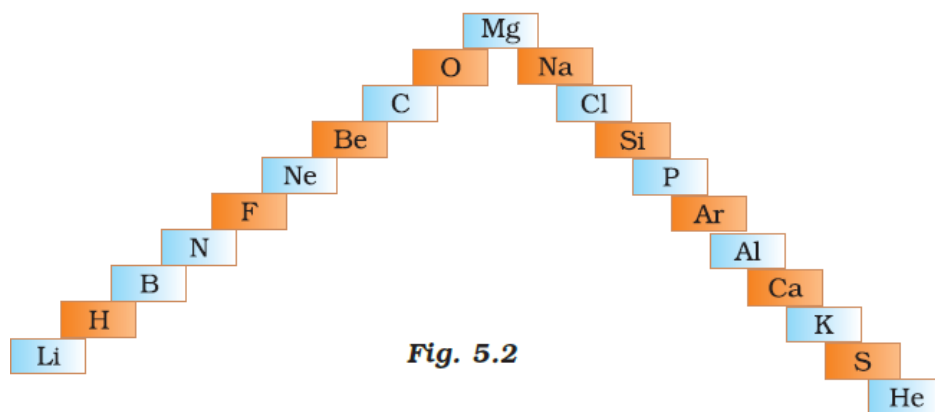 Mg
O Na
C Cl
Be Si
Ne P
F Ar
N Al
B Ca
H K
Li Fig. 5.2 S
He